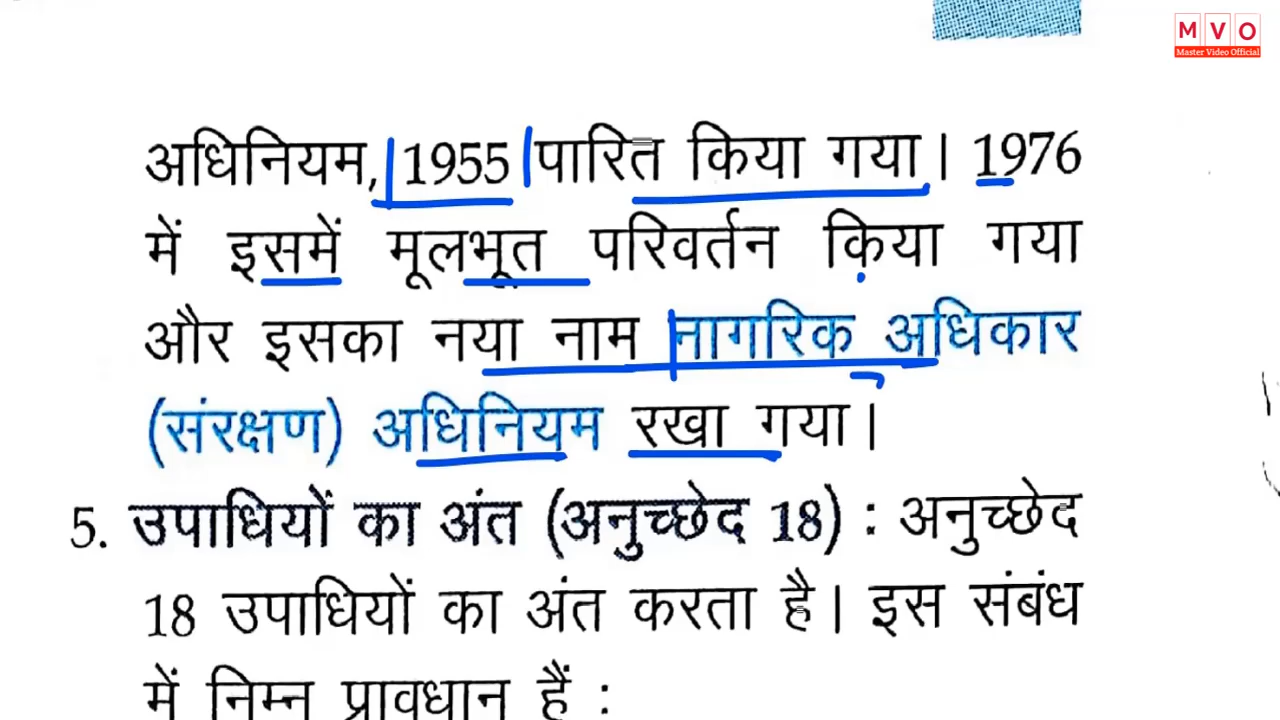 M V O
Master Video Official
अधिनियम, 1955 पारित किया गया। 1976
में इसमें मूलभूत परिवर्तन किया गया
और इसका नया नाम नागरिक अधिकार
(संरक्षण) अधिनियम रखा गया।
5. उपाधियों का अंत (अनुच्छेद 18) : अनुच्छेद
18 उपाधियों का अंत करता है। इस संबंध
में निम्न प्रावधान हैं :